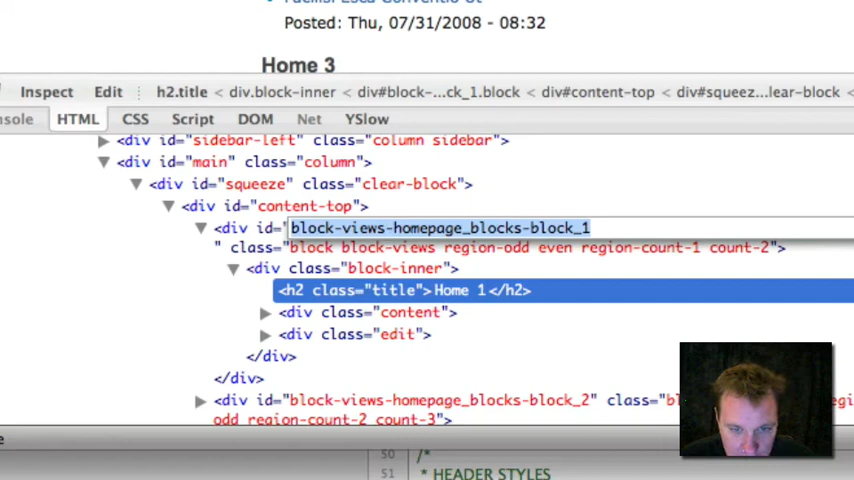 Posted: Thu, 07/31/2008 - 08:32
Home 3
Inspect Edit h2.title < div.block-inner < div#block-...ck_1.block < div#content-top < div#squeez...lear-block <
nsole HTML CSS Script DOM Net YSlow
<div id="sidebar-left" class="column sidebar">
<div id="main" class="column">
<div id="squeeze" class="clear-block">
<div id="content-top">
<div id="block-views-homepage_blocks-block_1
" class="block block-views region-odd even region-count-1 count-2">
<div class="block-inner">
<h2 class="title">Home 1</h2>
<div class="content">
<div class="edit">
</div>
</div>
<div id="block-views-homepage_blocks-block_2" class="
odd region-count-2 count-3">
e
50 /*
51 * HEADER STYLES